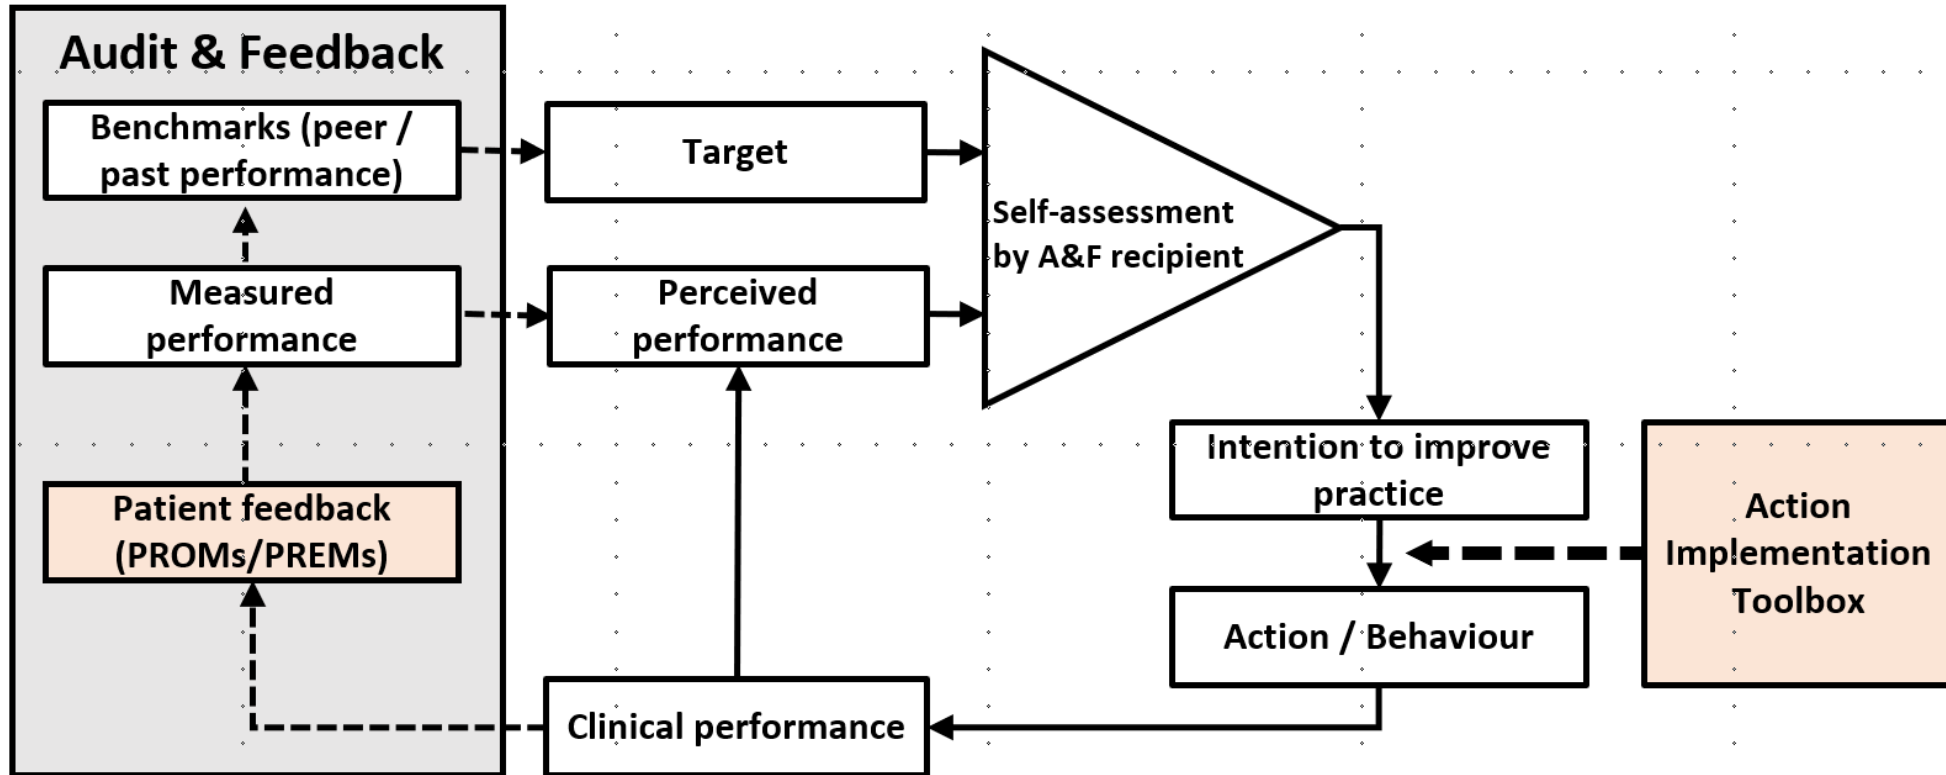 Audit & Feedback
Benchmarks (peer /
past performance)
Target
Self-assessment
by A&F recipient
Measured
performance
Perceived
performance
Intention to improve
practice
Action
Implementation
Toolbox
Patient feedback
(PROMs/PREMs)
Action / Behaviour
Clinical performance